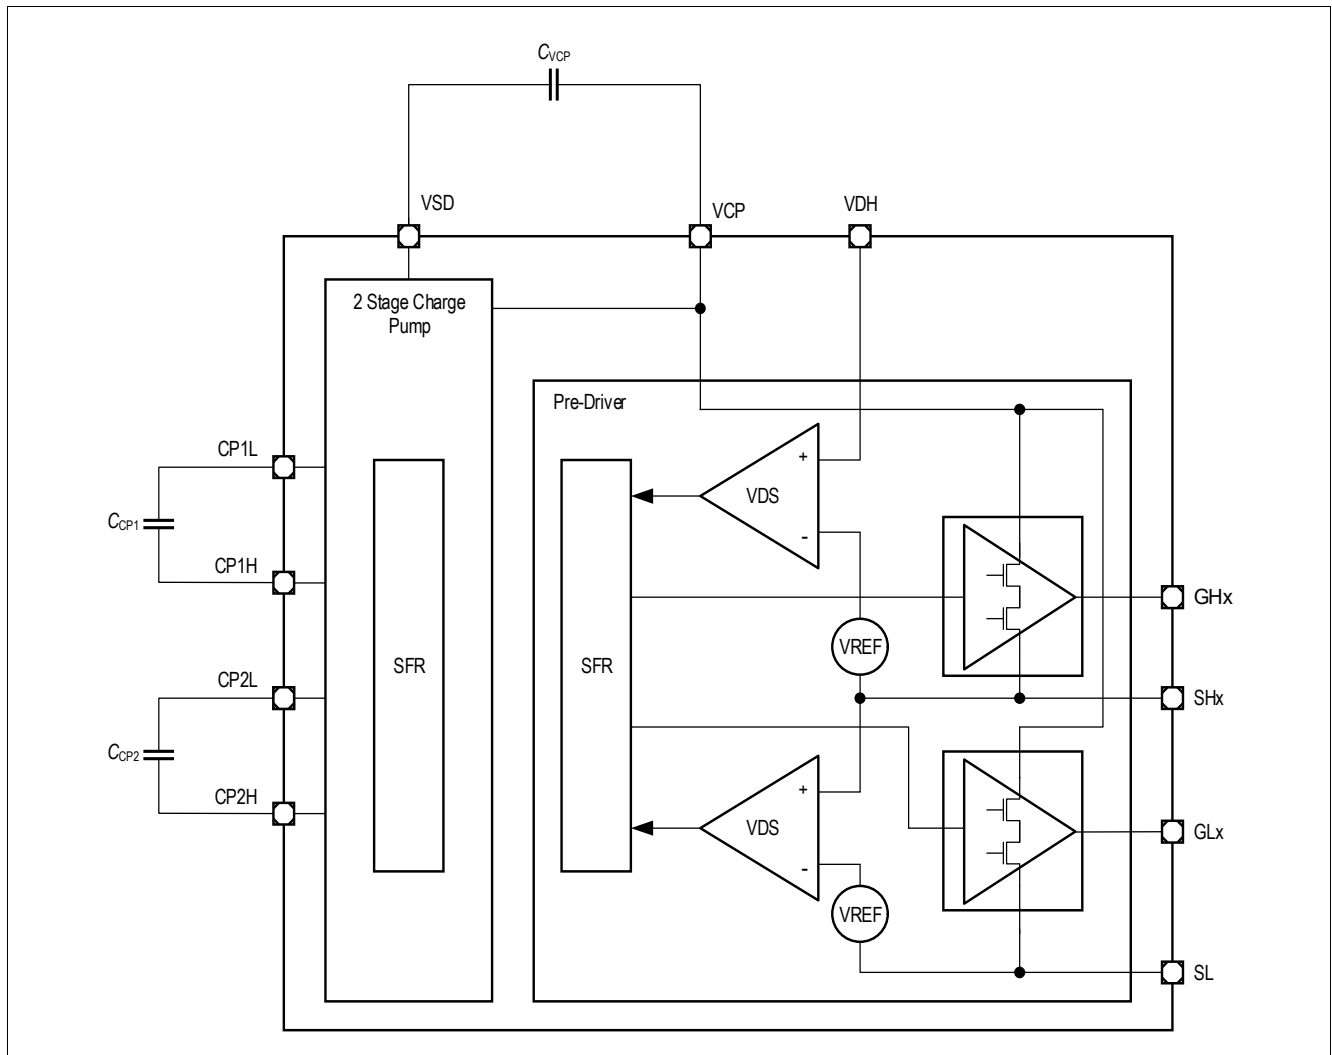 CVCP
VSD
VCP
VDH
2 Stage Charge
Pump
Pre-Driver
CP1L
+
VDS
-
CCP1
CP1H
GHx
VREF
SFR
SFR
CP2L
SHx
CCP2
CP2H
+
VDS
-
GLx
VREF
SL